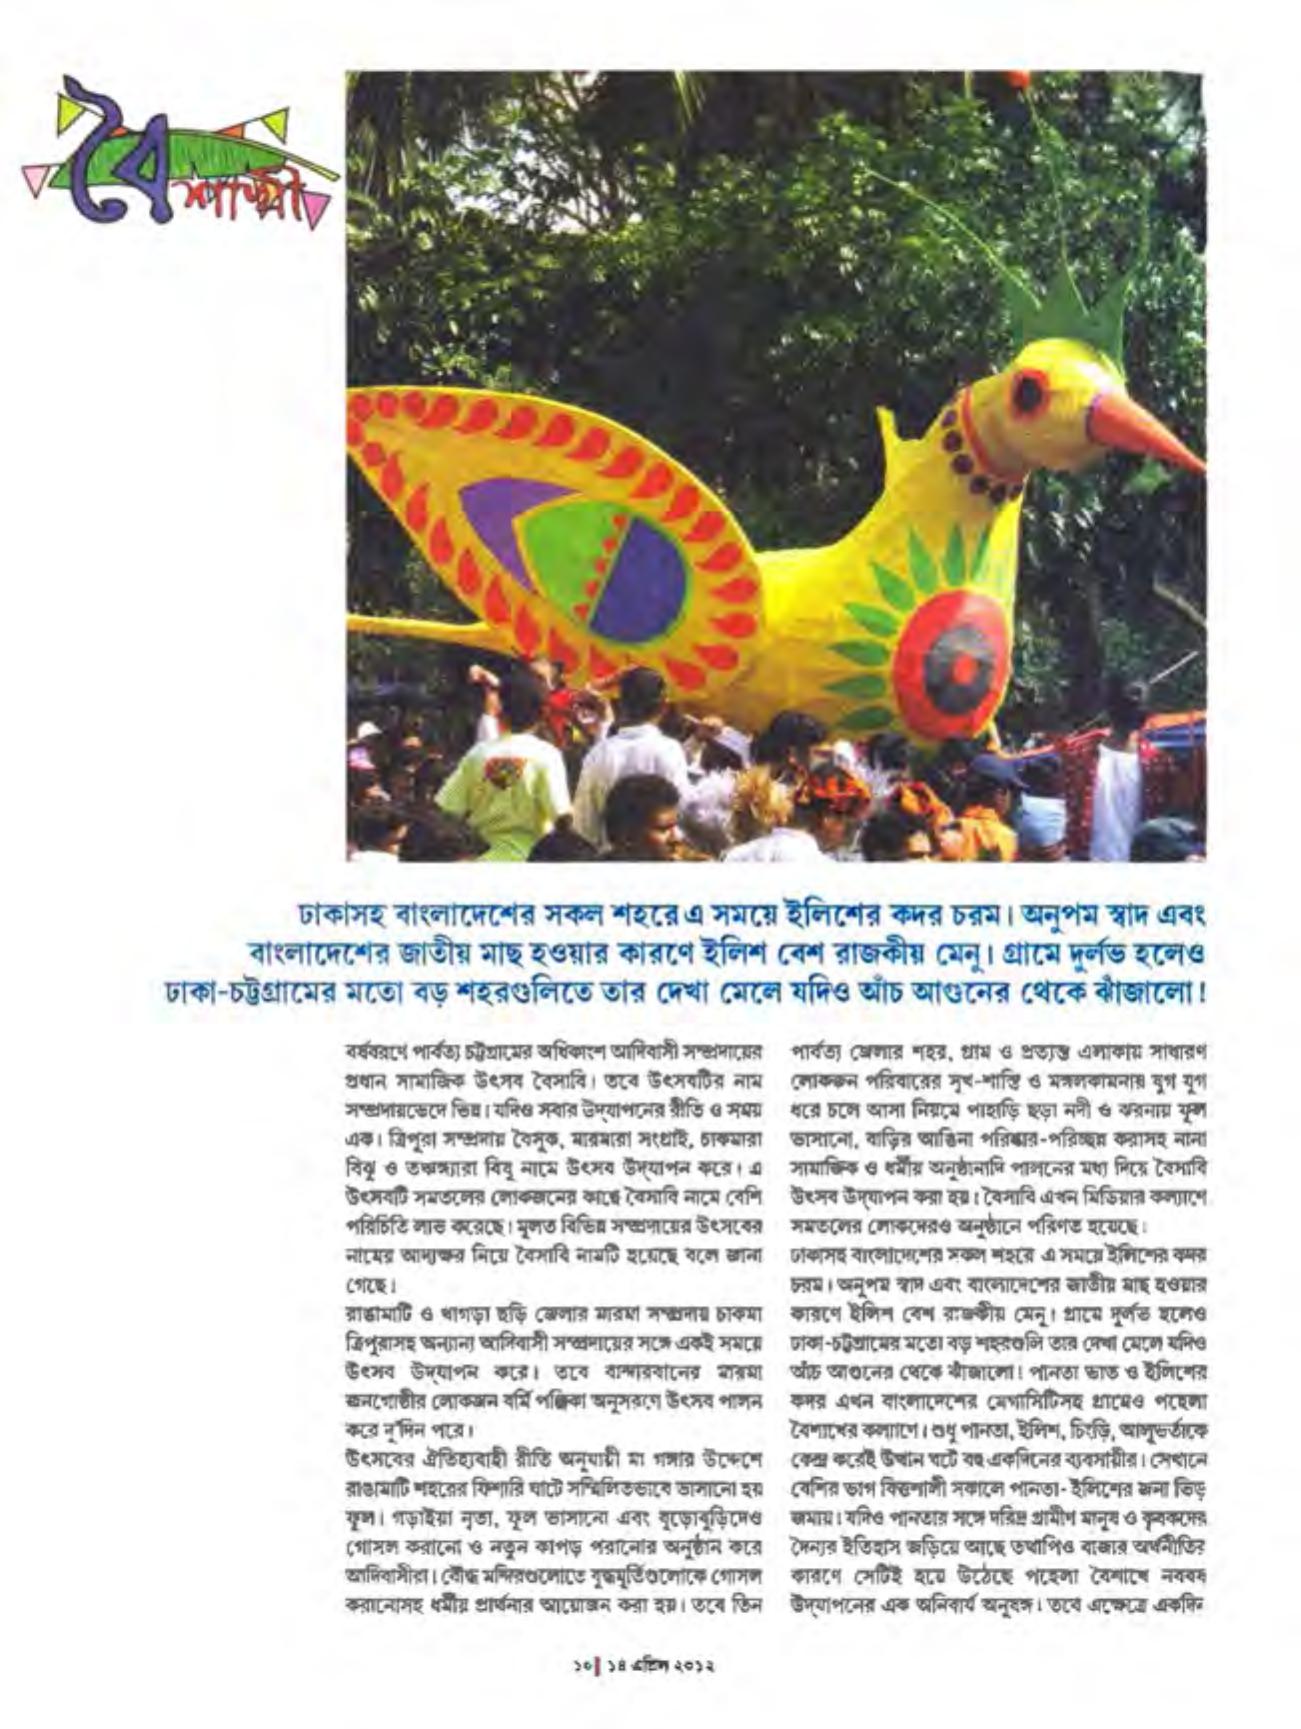 বৈশাখী
ঢাকাসহ বাংলাদেশের সকল শহরে এ সময়ে ইলিশের কদর চরম। অনুপম স্বাদ এবং
বাংলাদেশের জাতীয় মাছ হওয়ার কারণে ইলিশ বেশ রাজকীয় মেনু। গ্রামে দুর্লভ হলেও
ঢাকা-চট্টগ্রামের মতো বড় শহরগুলিতে তার দেখা মেলে যদিও আঁচ আগুনের থেকে ঝাঁজালো!
বর্ষবরণে পার্বত্য চট্টগ্রামের অধিকাংশ আদিবাসী সম্প্রদায়ের
প্রধান সামাজিক উৎসব বৈসাবি। তবে উৎসবটির নাম
সম্প্রদায়ভেদে ভিন্ন। যদিও সবার উদ্‌যাপনের রীতি ও সময়
এক। ত্রিপুরা সম্প্রদায় বৈসুক, মারমারা সংগ্রাই, চাকমারা
বিঝু ও তঞ্চঙ্গ্যারা বিষু নামে উৎসব উদ্‌যাপন করে। এ
উৎসবটি সমতলের লোকজনের কাছে বৈসাবি নামে বেশি
পরিচিতি লাভ করেছে। মূলত বিভিন্ন সম্প্রদায়ের উৎসবের
নামের আদ্যক্ষর নিয়ে বৈসাবি নামটি হয়েছে বলে জানা
গেছে।
রাঙামাটি ও খাগড়া ছড়ি জেলার মারমা সম্প্রদায় চাকমা
ত্রিপুরাসহ অন্যান্য আদিবাসী সম্প্রদায়ের সঙ্গে একই সময়ে
উৎসব উদ্‌যাপন করে। তবে বান্দারবানের মারমা
জনগোষ্ঠীর লোকজন বর্মি পঞ্জিকা অনুসরণে উৎসব পালন
করে দু'দিন পরে।
উৎসবের ঐতিহ্যবাহী রীতি অনুযায়ী মা গঙ্গার উদ্দেশে
রাঙামাটি শহরের ফিশারি ঘাটে সম্মিলিতভাবে ভাসানো হয়
ফুল। গড়াইয়া নৃত্য, ফুল ভাসানো এবং বুড়োবুড়িদেও
গোসল করানো ও নতুন কাপড় পরানোর অনুষ্ঠান করে
আদিবাসীরা। বৌদ্ধ মন্দিরগুলোতে বুদ্ধমূর্তিগুলোকে গোসল
করানোসহ ধর্মীয় প্রার্থনার আয়োজন করা হয়। তবে তিন
পার্বত্য জেলার শহর, গ্রাম ও প্রত্যন্ত এলাকায় সাধারণ
লোকজন পরিবারের সুখ-শান্তি ও মঙ্গলকামনায় যুগ যুগ
ধরে চলে আসা নিয়মে পাহাড়ি ছড়া নদী ও ঝরনায় ফুল
ভাসানো, বাড়ির আঙিনা পরিষ্কার-পরিচ্ছন্ন করাসহ নানা
সামাজিক ও ধর্মীয় অনুষ্ঠানাদি পালনের মধ্য দিয়ে বৈসাবি
উৎসব উদ্‌যাপন করা হয়। বৈসাবি এখন মিডিয়ার কল্যাণে
সমতলের লোকদেরও অনুষ্ঠানে পরিণত হয়েছে।
ঢাকাসহ বাংলাদেশের সকল শহরে এ সময়ে ইলিশের কদর
চরম। অনুপম স্বাদ এবং বাংলাদেশের জাতীয় মাছ হওয়ার
কারণে ইলিশ বেশ রাজকীয় মেনু। গ্রামে দুর্লভ হলেও
ঢাকা-চট্টগ্রামের মতো বড় শহরগুলি তার দেখা মেলে যদিও
আঁচ আগুনের থেকে ঝাঁজালো। পানতা ভাত ও ইলিশের
কদর এখন বাংলাদেশের মেগাসিটিসহ গ্রামেও পহেলা
বৈশাখের কল্যাণে। শুধু পানতা, ইলিশ, চিংড়ি, আলুভর্তাকে
কেন্দ্র করেই উত্থান ঘটে বহু একদিনের ব্যবসায়ীর। সেখানে
বেশির ভাগ বিত্তশালী সকালে পানতা-ইলিশের জন্য ভিড়
জমায়। যদিও পানতার সঙ্গে দরিদ্র গ্রামীণ মানুষ ও কৃষকদের
দৈন্যর ইতিহাস জড়িয়ে আছে তথাপিও বাজার অর্থনীতির
কারণে সেটিই হয়ে উঠেছে পহেলা বৈশাখে নববর্ষ
উদ্‌যাপনের এক অনিবার্য অনুষঙ্গ। তবে এক্ষেত্রে একদিন
১০| ১৪ এপ্রিল ২০১২